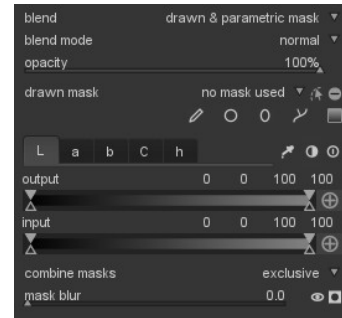 blend drawn & parametric mask
blend mode normal
opacity 100%
drawn mask no mask used
L a b C h
output 0 0 100 100
input 0 0 100 100
combine masks exclusive
mask blur 0.0